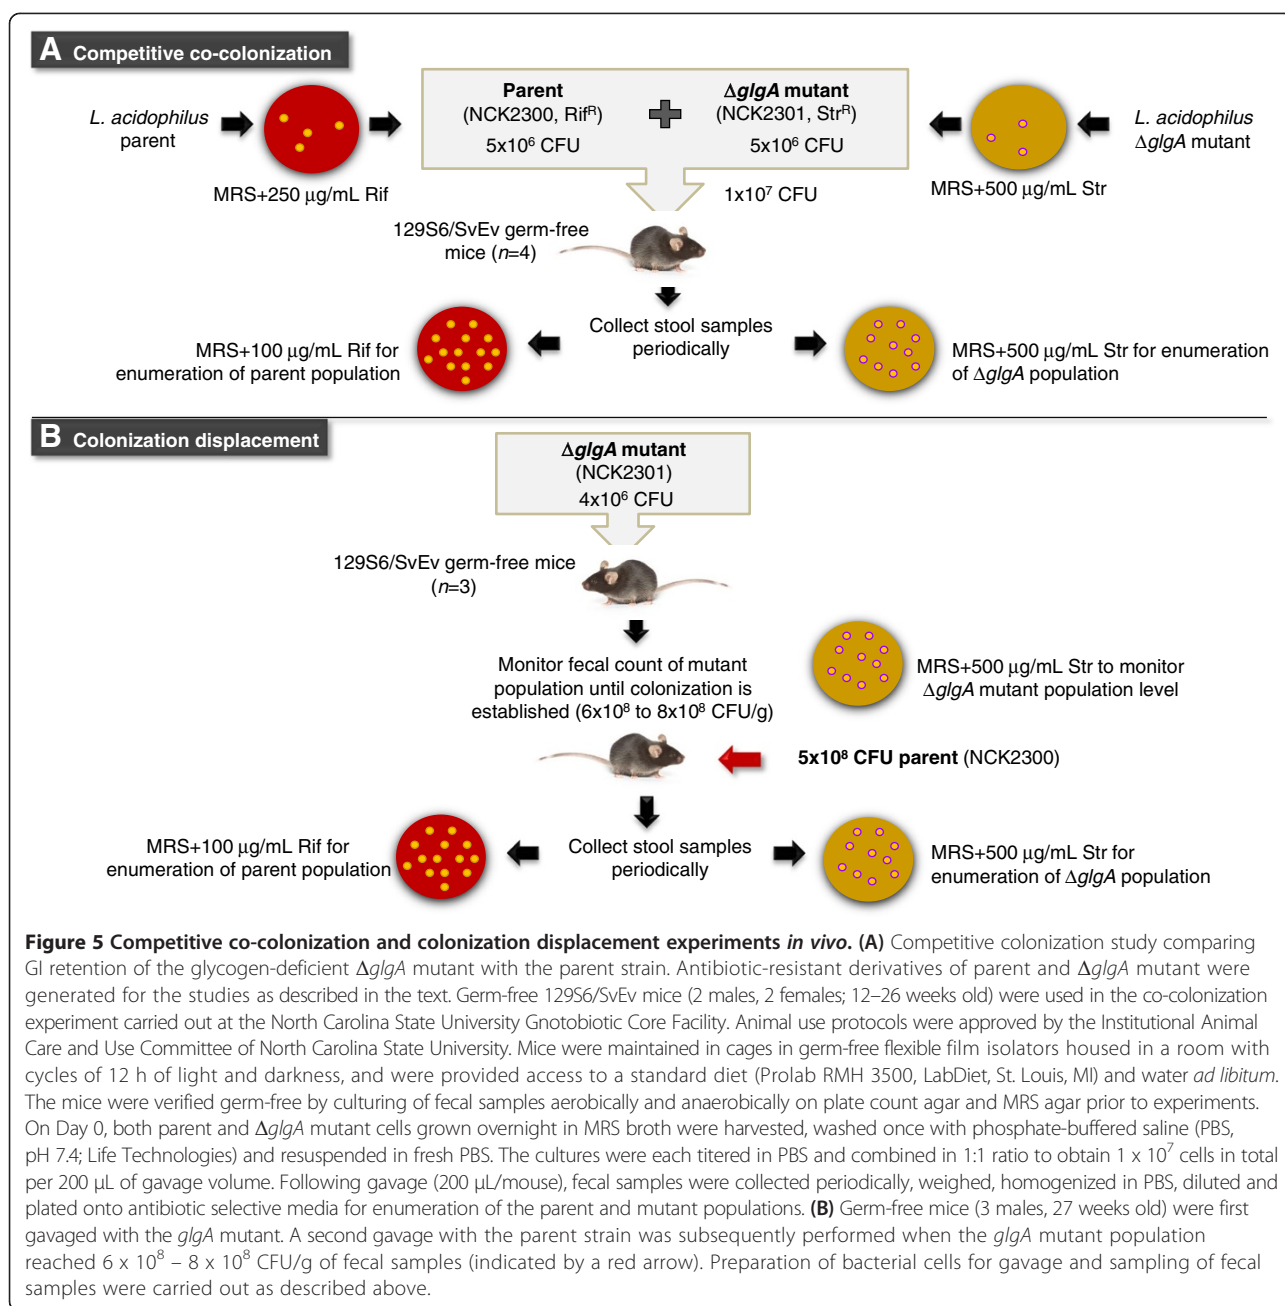 A Competitive co-colonization
L. acidophilus
parent
MRS+250 µg/mL Rif
Parent
(NCK2300, Rifᴿ)
5x10⁶ CFU
ΔglgA mutant
(NCK2301, Strᴿ)
5x10⁶ CFU
MRS+500 µg/mL Str
L. acidophilus
ΔglgA mutant
1x10⁷ CFU
129S6/SvEv germ-free
mice (n=4)
Collect stool samples
periodically
MRS+100 µg/mL Rif for
enumeration of parent population
MRS+500 µg/mL Str for enumeration
of ΔglgA population
B Colonization displacement
ΔglgA mutant
(NCK2301)
4x10⁶ CFU
129S6/SvEv germ-free mice
(n=3)
Monitor fecal count of mutant
population until colonization is
established (6x10⁸ to 8x10⁸ CFU/g)
MRS+500 µg/mL Str to monitor
ΔglgA mutant population level
5x10⁸ CFU parent (NCK2300)
MRS+100 µg/mL Rif for
enumeration of parent population
Collect stool samples
periodically
MRS+500 µg/mL Str for
enumeration of ΔglgA population
Figure 5 Competitive co-colonization and colonization displacement experiments in vivo. (A) Competitive colonization study comparing
GI retention of the glycogen-deficient ΔglgA mutant with the parent strain. Antibiotic-resistant derivatives of parent and ΔglgA mutant were
generated for the studies as described in the text. Germ-free 129S6/SvEv mice (2 males, 2 females; 12–26 weeks old) were used in the co-colonization
experiment carried out at the North Carolina State University Gnotobiotic Core Facility. Animal use protocols were approved by the Institutional Animal
Care and Use Committee of North Carolina State University. Mice were maintained in cages in germ-free flexible film isolators housed in a room with
cycles of 12 h of light and darkness, and were provided access to a standard diet (Prolab RMH 3500, LabDiet, St. Louis, MI) and water ad libitum.
The mice were verified germ-free by culturing of fecal samples aerobically and anaerobically on plate count agar and MRS agar prior to experiments.
On Day 0, both parent and ΔglgA mutant cells grown overnight in MRS broth were harvested, washed once with phosphate-buffered saline (PBS,
pH 7.4; Life Technologies) and resuspended in fresh PBS. The cultures were each titered in PBS and combined in 1:1 ratio to obtain 1 x 10⁷ cells in total
per 200 µL of gavage volume. Following gavage (200 µL/mouse), fecal samples were collected periodically, weighed, homogenized in PBS, diluted and
plated onto antibiotic selective media for enumeration of the parent and mutant populations. (B) Germ-free mice (3 males, 27 weeks old) were first
gavaged with the glgA mutant. A second gavage with the parent strain was subsequently performed when the glgA mutant population
reached 6 x 10⁸ – 8 x 10⁸ CFU/g of fecal samples (indicated by a red arrow). Preparation of bacterial cells for gavage and sampling of fecal
samples were carried out as described above.